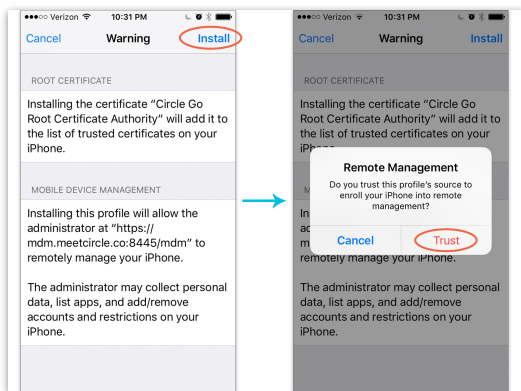 Verizon 10:31 PM
Cancel Warning Install
ROOT CERTIFICATE
Installing the certificate “Circle Go
Root Certificate Authority” will add it to
the list of trusted certificates on your
iPhone.
MOBILE DEVICE MANAGEMENT
Installing this profile will allow the
administrator at “https://
mdm.meetcircle.co:8445/mdm” to
remotely manage your iPhone.
The administrator may collect personal
data, list apps, and add/remove
accounts and restrictions on your
iPhone.
Verizon 10:31 PM
Cancel Warning Install
ROOT CERTIFICATE
Installing the certificate “Circle Go
Root Certificate Authority” will add it to
the list of trusted certificates on your
iPhone.
Remote Management
Do you trust this profile's source to
enroll your iPhone into remote
management?
Cancel Trust
remotely manage your iPhone.
The administrator may collect personal
data, list apps, and add/remove
accounts and restrictions on your
iPhone.